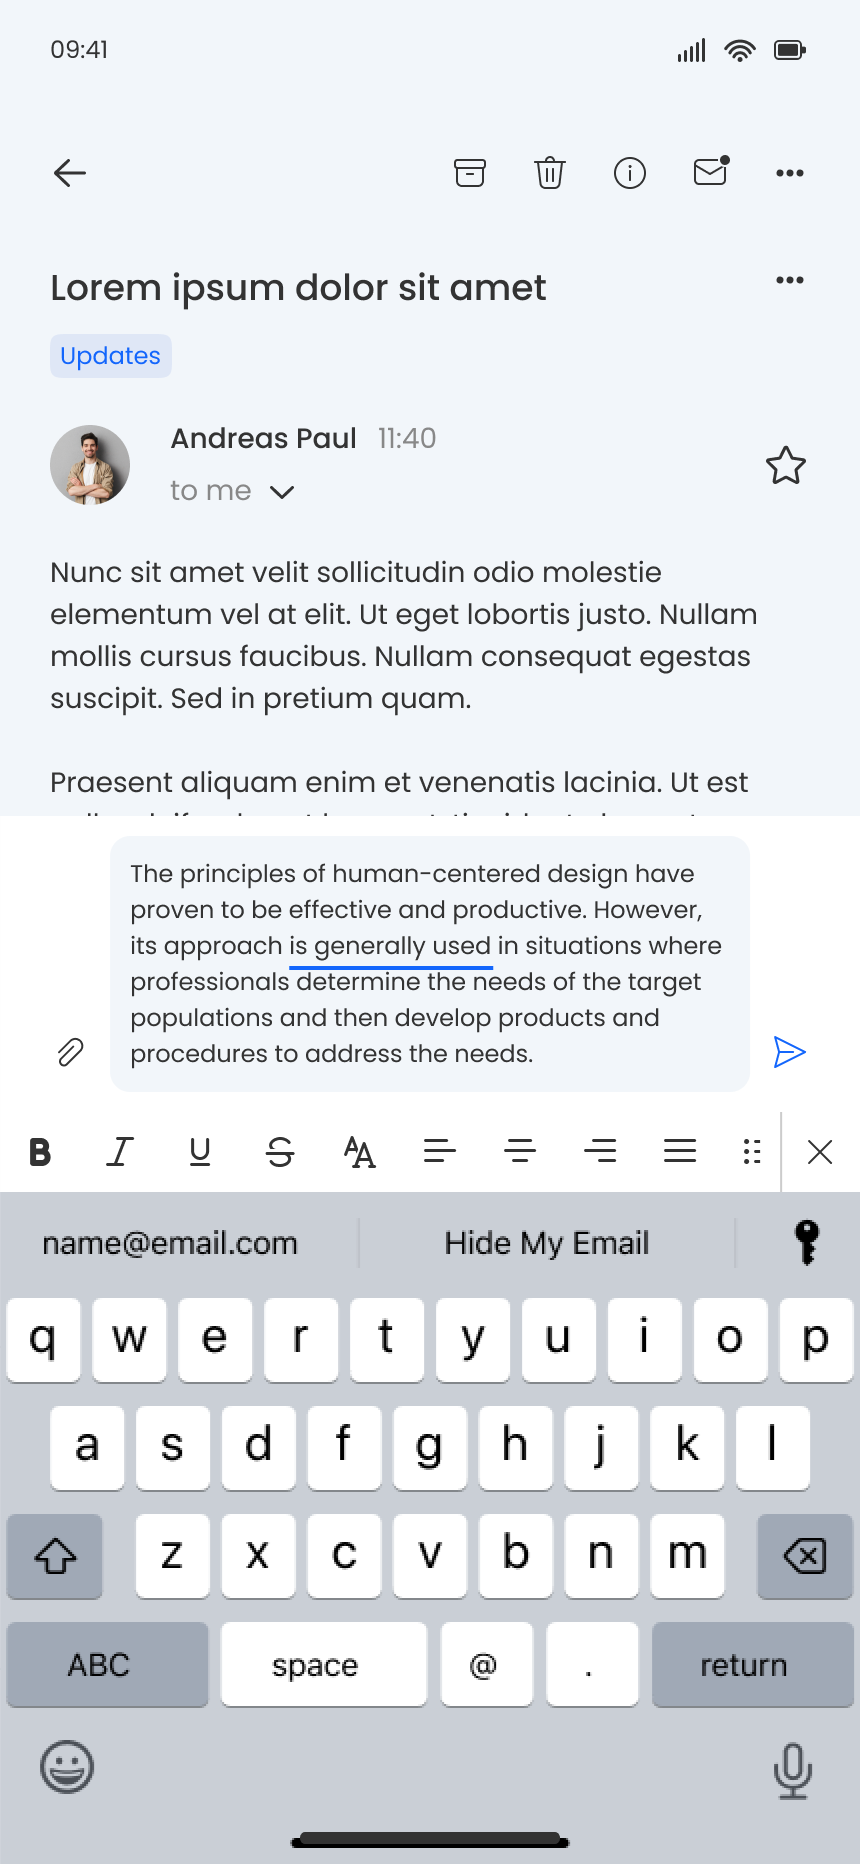 09:41
Lorem ipsum dolor sit amet
Updates
Andreas Paul 11:40
to me
Nunc sit amet velit sollicitudin odio molestie
elementum vel at elit. Ut eget lobortis justo. Nullam
mollis cursus faucibus. Nullam consequat egestas
suscipit. Sed in pretium quam.
Praesent aliquam enim et venenatis lacinia. Ut est
The principles of human-centered design have
proven to be effective and productive. However,
its approach is generally used in situations where
professionals determine the needs of the target
populations and then develop products and
procedures to address the needs.
B I U S AA
name@email.com Hide My Email
q w e r t y u i o p
a s d f g h j k l
z x c v b n m
ABC space @ . return